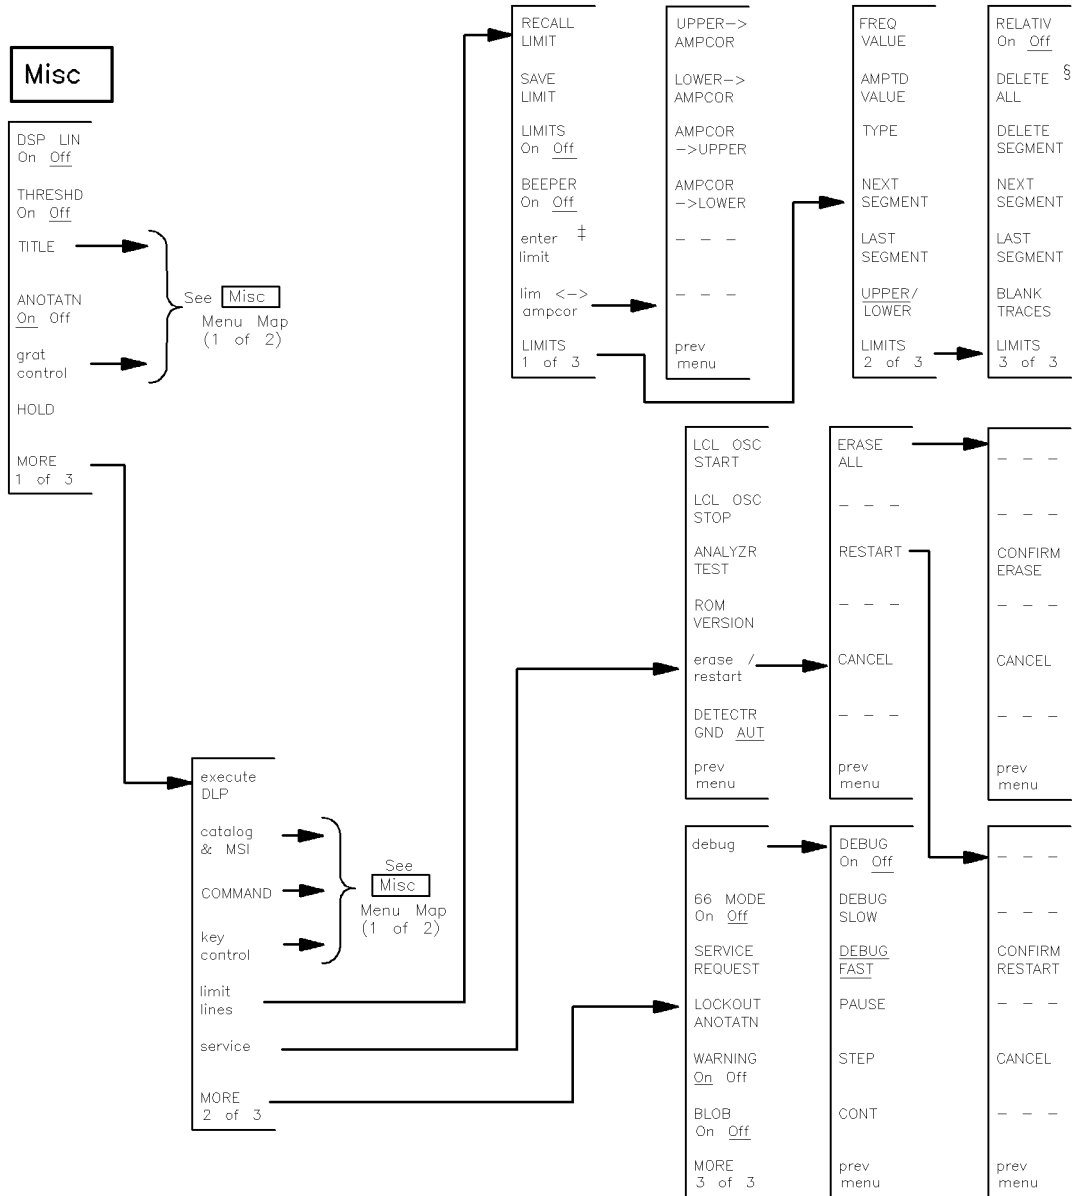 Misc
DSP LIN
On Off
THRESHD
On Off
TITLE
ANOTATN
On Off
grat
control
HOLD
MORE
1 of 3
See Misc
Menu Map
(1 of 2)
execute
DLP
catalog
& MSI
COMMAND
key
control
limit
lines
service
MORE
2 of 3
See
Misc
Menu Map
(1 of 2)
RECALL
LIMIT
SAVE
LIMIT
LIMITS
On Off
BEEPER
On Off
enter ‡
limit
lim <->
ampcor
LIMITS
1 of 3
UPPER->
AMPCOR
LOWER->
AMPCOR
AMPCOR
->UPPER
AMPCOR
->LOWER
- - -
- - -
prev
menu
FREQ
VALUE
AMPTD
VALUE
TYPE
NEXT
SEGMENT
LAST
SEGMENT
UPPER/
LOWER
LIMITS
2 of 3
RELATIV
On Off
DELETE §
ALL
DELETE
SEGMENT
NEXT
SEGMENT
LAST
SEGMENT
BLANK
TRACES
LIMITS
3 of 3
LCL OSC
START
LCL OSC
STOP
ANALYZR
TEST
ROM
VERSION
erase /
restart
DETECTR
GND AUT
prev
menu
ERASE
ALL
- - -
RESTART
- - -
CANCEL
- - -
prev
menu
- - -
- - -
CONFIRM
ERASE
- - -
CANCEL
- - -
prev
menu
debug
66 MODE
On Off
SERVICE
REQUEST
LOCKOUT
ANOTATN
WARNING
On Off
BLOB
On Off
MORE
3 of 3
DEBUG
On Off
DEBUG
SLOW
DEBUG
FAST
PAUSE
STEP
CONT
prev
menu
- - -
- - -
CONFIRM
RESTART
- - -
CANCEL
- - -
prev
menu